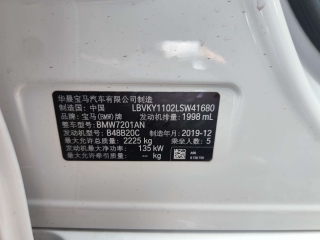 华晨宝马汽车有限公司制造
制造国：中国 LBVKY1102LSW41680
品牌：宝马(BMW)牌 发动机排量：1998 mL
整车型号：BMW7201AN
发动机型号：B48B20C 制造年月：2019-12
最大允许总质量： 2225 kg 乘坐人数：5
发动机最大净功率： 135 kW
最大允许牵引质量： -- kg